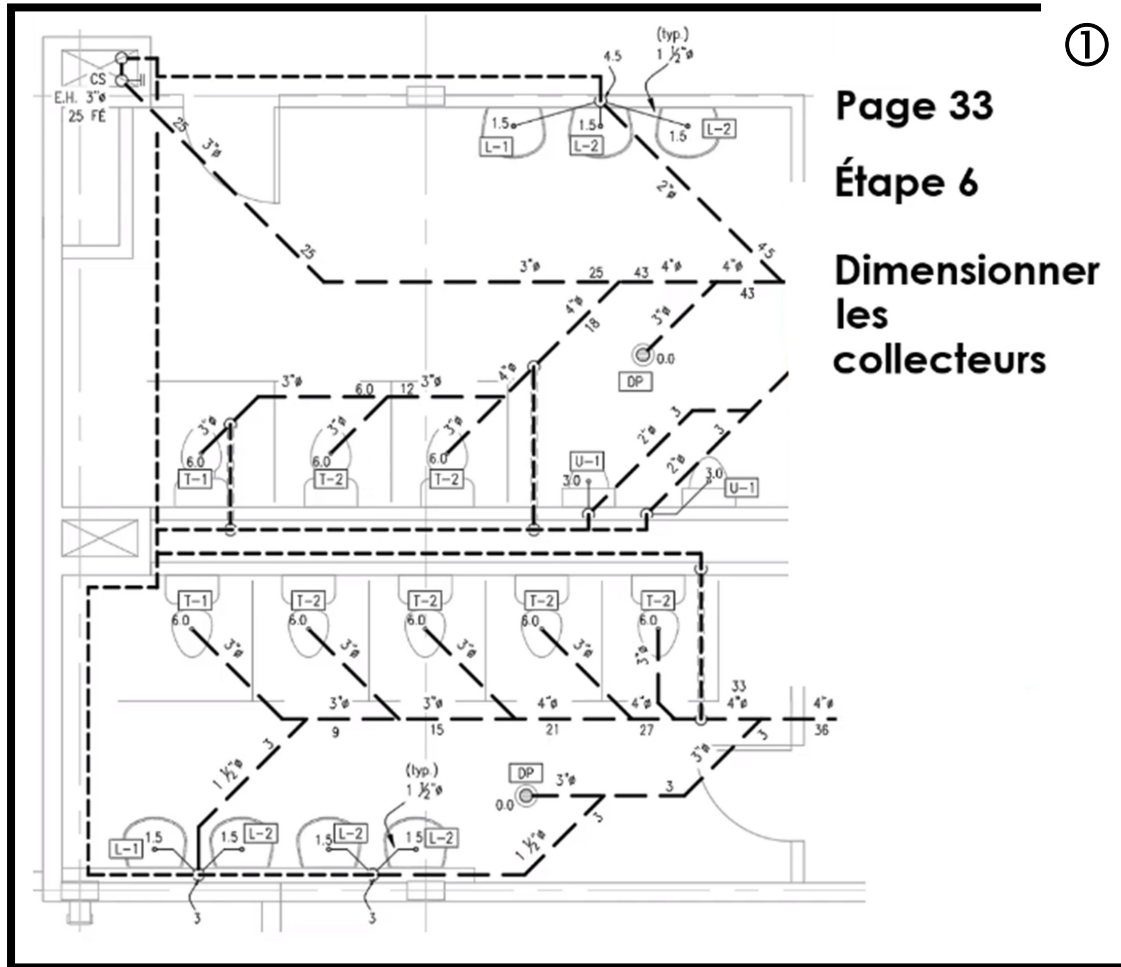 ①
Page 33
Étape 6
Dimensionner
les
collecteurs
(typ.)
1 ½"ø
4.5
CS
E.H. 3"ø
25 FÉ
25
3"ø
1.5
1.5
1.5
L-1
L-2
L-2
2"ø
25
4.5
3"ø
25
43
4"ø
4"ø
43
4"ø
18
3"ø
0.0
DP
3"ø
6.0
12
3"ø
4"ø
3"ø
3"ø
3"ø
6.0
6.0
6.0
T-1
T-2
T-2
3
2"ø
3
2"ø
U-1
3.0
3.0
U-1
T-1
T-2
T-2
T-2
T-2
6.0
6.0
6.0
6.0
6.0
3"ø
3"ø
3"ø
3"ø
3"ø
33
3"ø
3"ø
4"ø
4"ø
4"ø
4"ø
9
15
21
27
36
3
3
1 ½"ø
3"ø
(typ.)
1 ½"ø
DP
0.0
3"ø
3
3
1 ½"ø
L-1
1.5
1.5
L-2
1.5
L-2
1.5
L-2
3
3